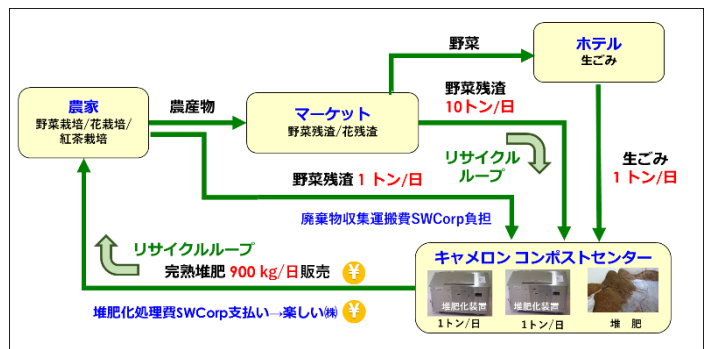 野菜
ホテル
生ごみ
農家
野菜栽培/花栽培/
紅茶栽培
農産物
マーケット
野菜残渣/花残渣
野菜残渣
10トン/日
リサイクル
ループ
生ごみ
1 トン/日
野菜残渣 1 トン/日
廃棄物収集運搬費SWCorp負担
リサイクルループ
完熟堆肥 900 kg/日販売 ¥
堆肥化処理費SWCorp支払い→楽しい㈱ ¥
キャメロン コンポストセンター
堆肥化装置
1トン/日
堆肥化装置
1トン/日
堆 肥